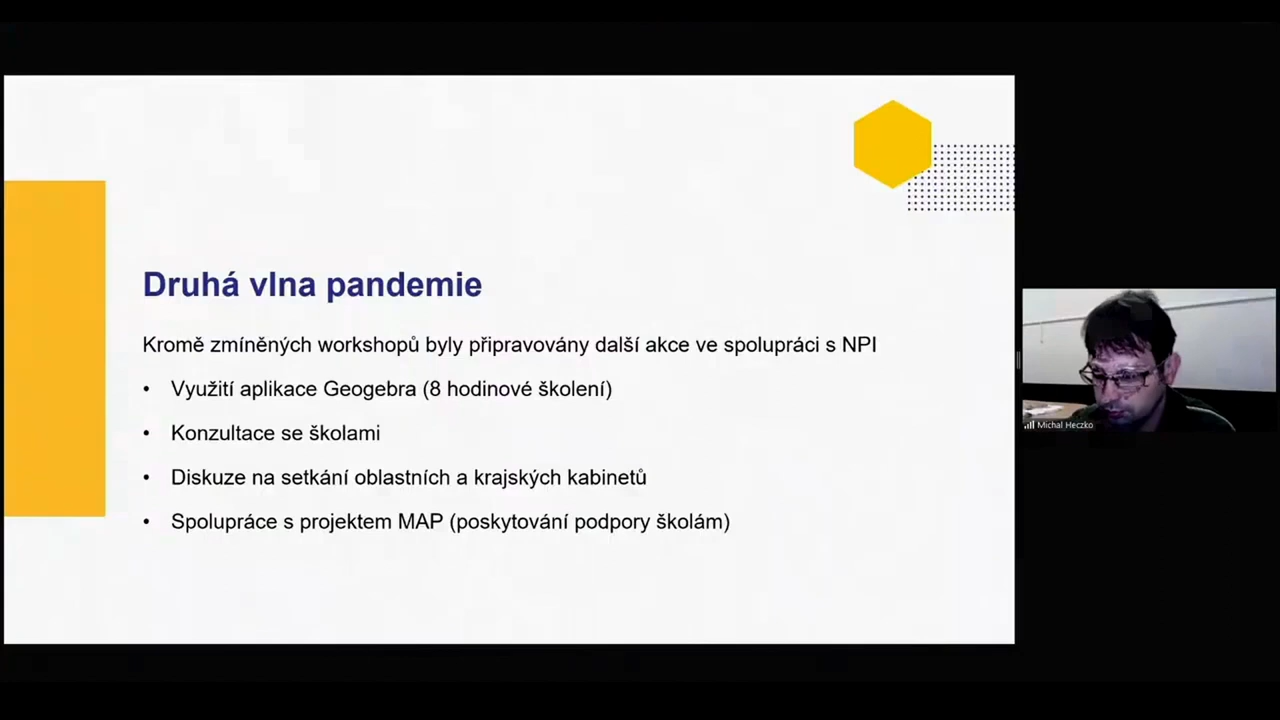 Druhá vlna pandemie
Kromě zmíněných workshopů byly připravovány další akce ve spolupráci s NPI
• Využití aplikace Geogebra (8 hodinové školení)
• Konzultace se školami
• Diskuze na setkání oblastních a krajských kabinetů
• Spolupráce s projektem MAP (poskytování podpory školám)
Michal Heczko